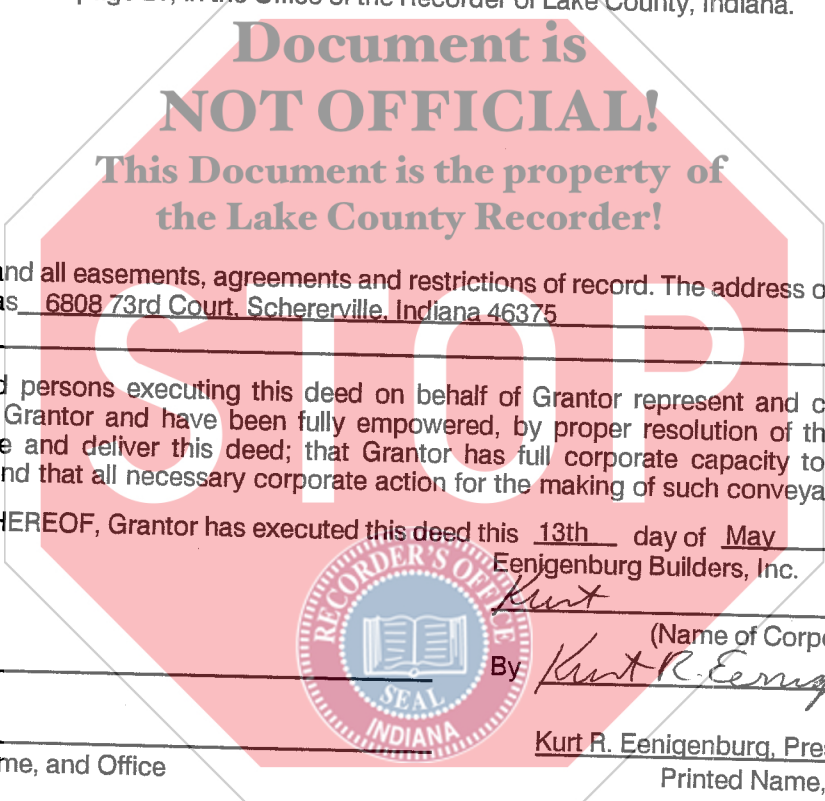 page 27, in the Office of the Recorder of Lake County, Indiana.
Document is
NOT OFFICIAL!
This Document is the property of
the Lake County Recorder!
and all easements, agreements and restrictions of record. The address o
as 6808 73rd Court, Schererville, Indiana 46375
STOP
d persons executing this deed on behalf of Grantor represent and c
Grantor and have been fully empowered, by proper resolution of th
e and deliver this deed; that Grantor has full corporate capacity to
nd that all necessary corporate action for the making of such conveya
HEREOF, Grantor has executed this deed this 13th day of May
Eenigenburg Builders, Inc.
Kurt
(Name of Corpo
By Kurt R. Eenig
RECORDER'S OFFICE
SEAL
INDIANA
Kurt R. Eenigenburg, Pres
me, and Office
Printed Name,